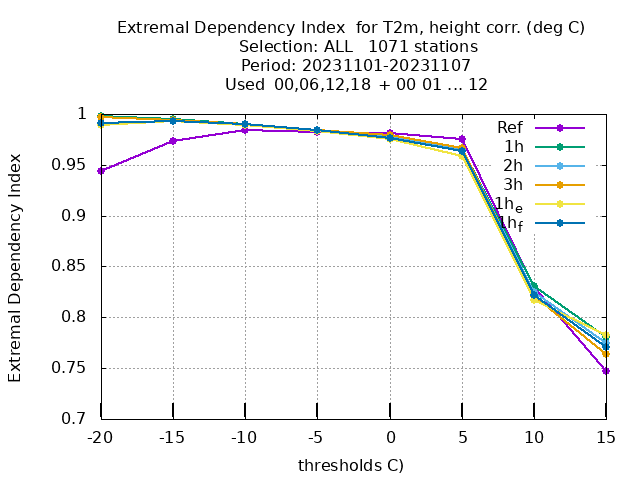 Extremal Dependency Index  for T2m, height corr. (deg C)
Selection: ALL   1071 stations
Period: 20231101-20231107
Used  00,06,12,18  + 00 01 ... 12
Extremal Dependency Index
1
0.95
0.9
0.85
0.8
0.75
0.7
Ref
1h
2h
3h
1he
1hf
-20 -15 -10 -5 0 5 10 15
thresholds C)